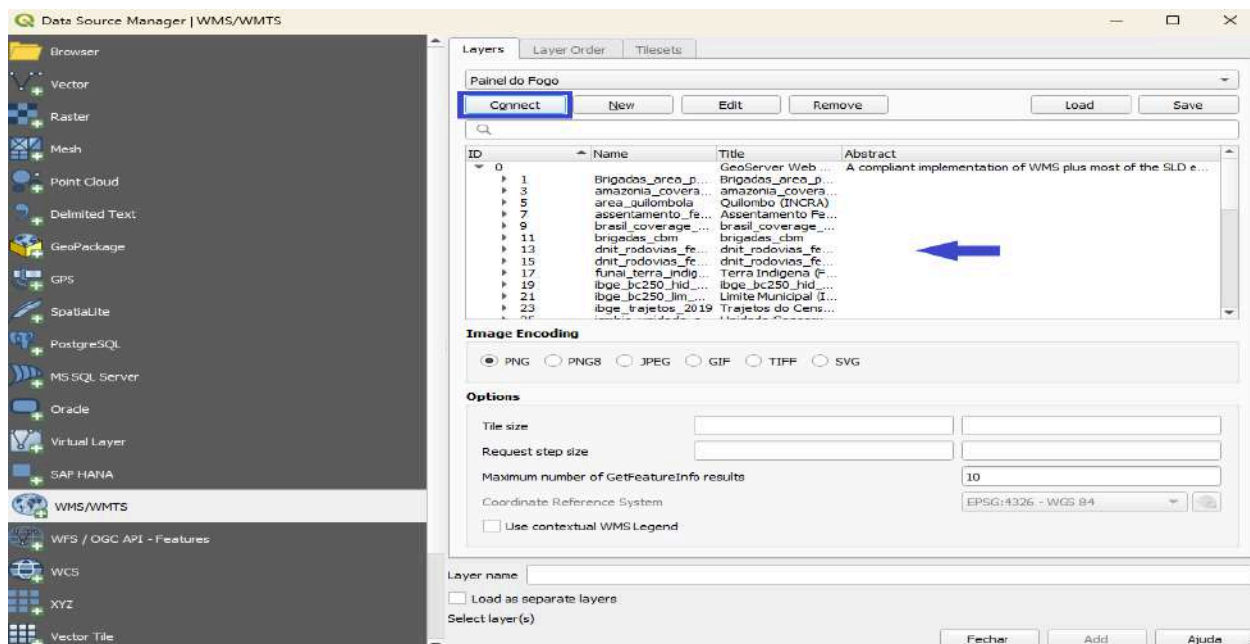 Data Source Manager | WMS/WMTS
Browser
Vector
Raster
Mesh
Point Cloud
Delimited Text
GeoPackage
GPS
SpatiaLite
PostgreSQL
MS SQL Server
Oracle
Virtual Layer
SAP HANA
WMS/WMTS
WFS / OGC API - Features
WCS
XYZ
Vector Tile
Layers Layer Order Tilesets
Painel do Fogo
Connect New Edit Remove Load Save
ID Name Title Abstract
0 GeoServer Web ... A compliant implementation of WMS plus most of the SLD e...
1 Brigadas_area_p... Brigadas_area_p...
3 amazonia_covera... amazonia_covera...
5 area_quilombola Quilombo (INCRA)
7 assentamento_fe... Assentamento Fe...
9 brasil_coverage_... brasil_coverage_...
11 brigadas_cbm brigadas_cbm
13 dnit_rodovias_fe... dnit_rodovias_fe...
15 dnit_rodovias_fe... dnit_rodovias_fe...
17 funai_terra_indig... Terra Indigena (F...
19 ibge_bc250_hid_... ibge_bc250_hid_...
21 ibge_bc250_lim_... Limite Municipal (I...
23 ibge_trajetos_2019 Trajetos do Cens...
Image Encoding
PNG PNG8 JPEG GIF TIFF SVG
Options
Tile size
Request step size
Maximum number of GetFeatureInfo results 10
Coordinate Reference System EPSG:4326 - WGS 84
Use contextual WMS Legend
Layer name
Load as separate layers
Select layer(s)
Fechar Add Ajuda